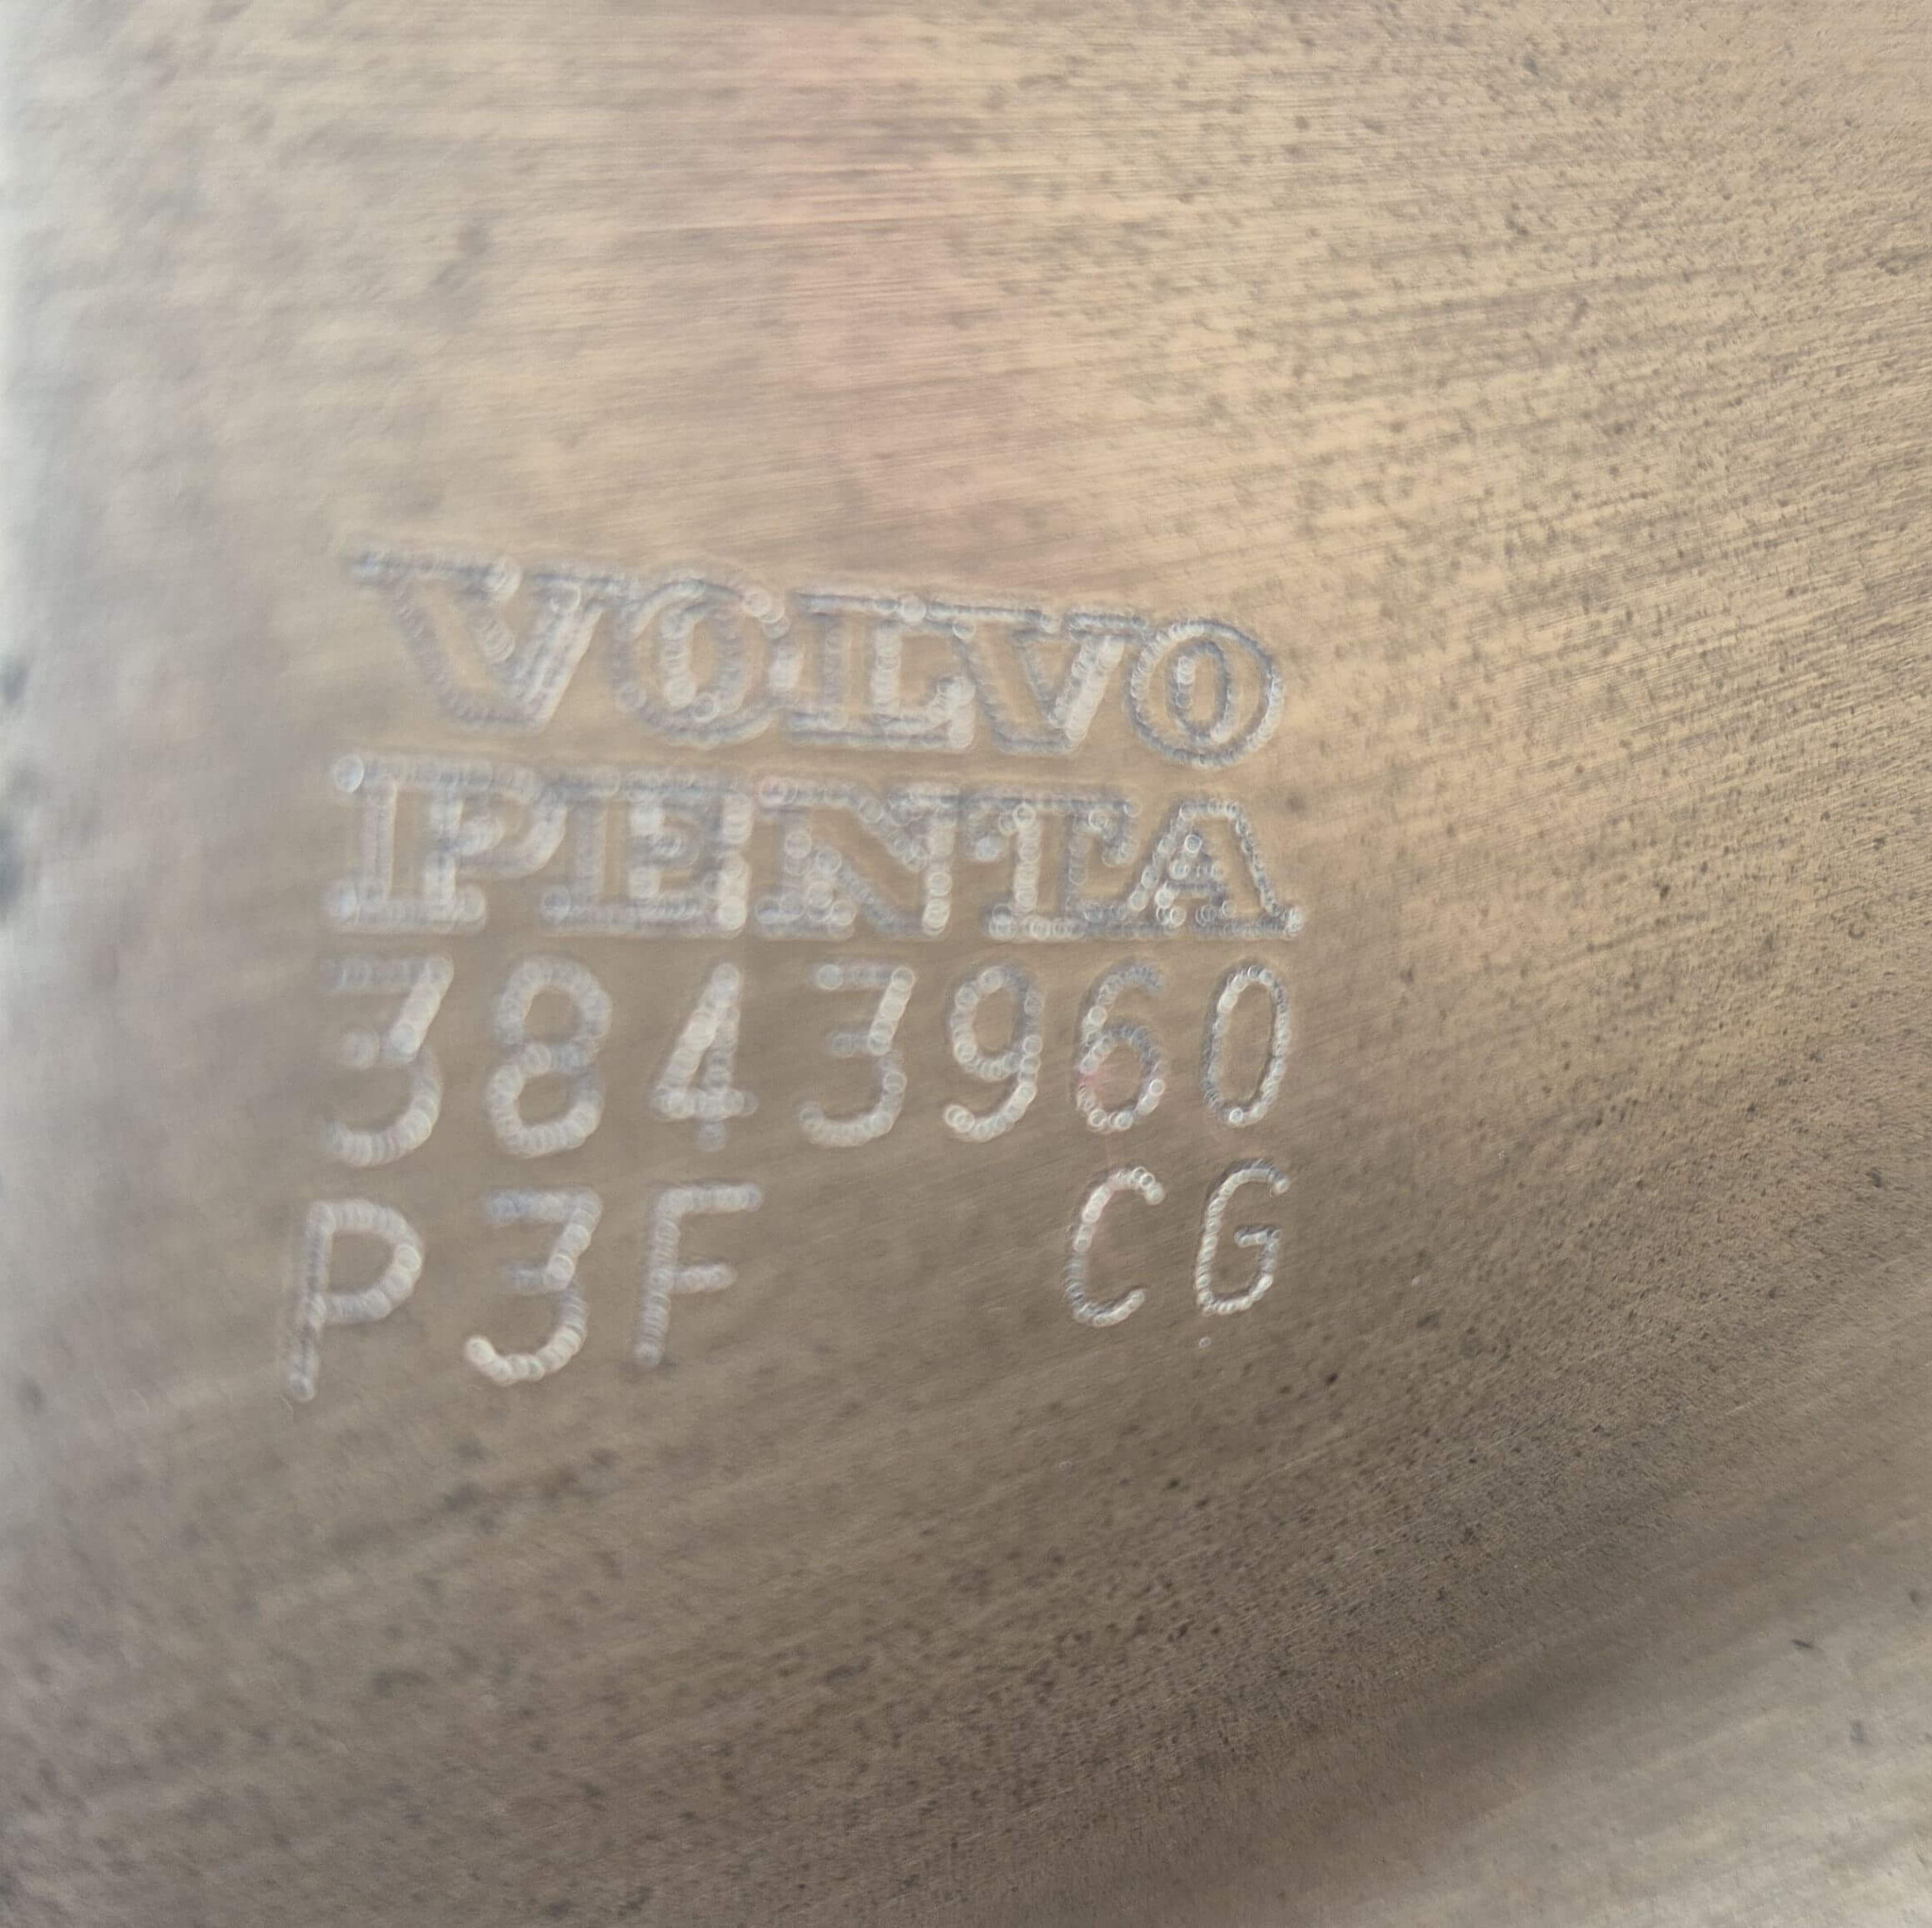 VOLVO
PENTA
3843960
P3F CG